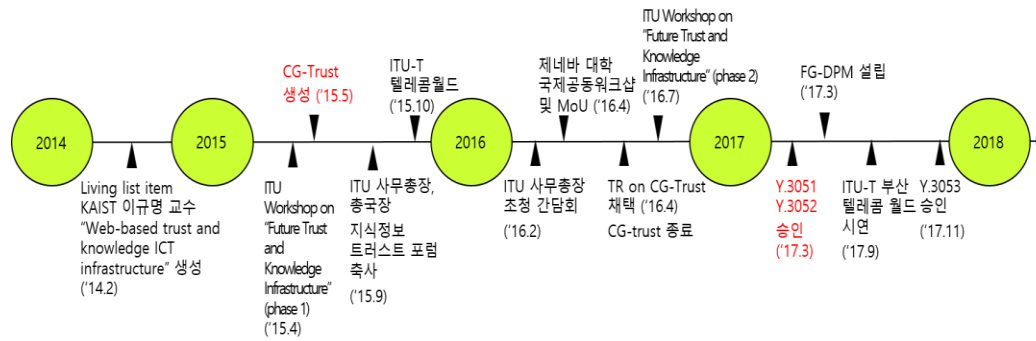 2014
Living list item
KAIST 이규명 교수
“Web-based trust and
knowledge ICT
infrastructure” 생성
(‘14.2)
2015
ITU
Workshop on
“Future Trust
and
Knowledge
Infrastructure”
(phase 1)
(‘15.4)
CG-Trust
생성 (‘15.5)
ITU 사무총장,
총국장
지식정보
트러스트 포럼
축사
(‘15.9)
ITU-T
텔레콤월드
(‘15.10)
2016
ITU 사무총장
초청 간담회
(‘16.2)
제네바 대학
국제공동워크샵
및 MoU (‘16.4)
TR on CG-Trust
채택 (‘16.4)
CG-trust 종료
ITU Workshop on
“Future Trust and
Knowledge
Infrastructure” (phase 2)
(‘16.7)
2017
Y.3051
Y.3052
승인
(‘17.3)
FG-DPM 설립
(‘17.3)
ITU-T 부산
텔레콤 월드
시연
(‘17.9)
Y.3053
승인
(‘17.11)
2018